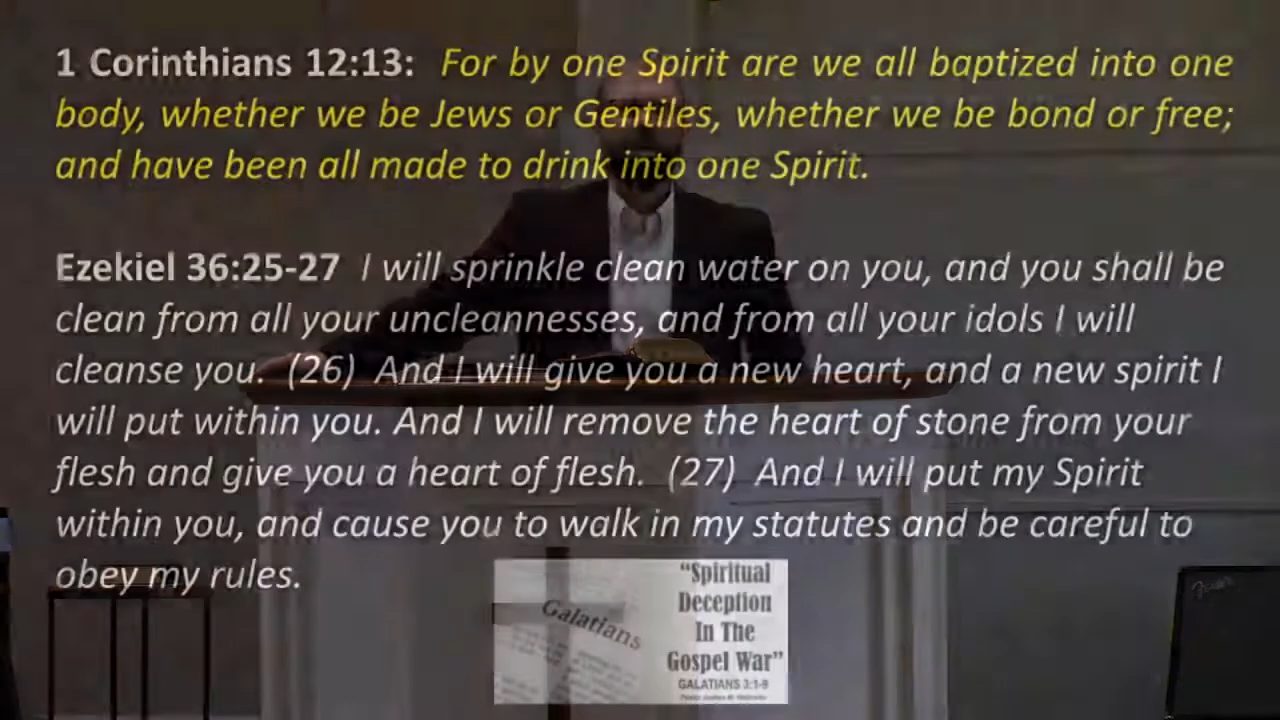 1 Corinthians 12:13: For by one Spirit are we all baptized into one
body, whether we be Jews or Gentiles, whether we be bond or free;
and have been all made to drink into one Spirit.
Ezekiel 36:25-27 I will sprinkle clean water on you, and you shall be
clean from all your uncleannesses, and from all your idols I will
cleanse you. (26) And I will give you a new heart, and a new spirit I
will put within you. And I will remove the heart of stone from your
flesh and give you a heart of flesh. (27) And I will put my Spirit
within you, and cause you to walk in my statutes and be careful to
obey my rules.
Galatians
“Spiritual
Deception
In The
Gospel War”
GALATIANS 3:1-9
Fender